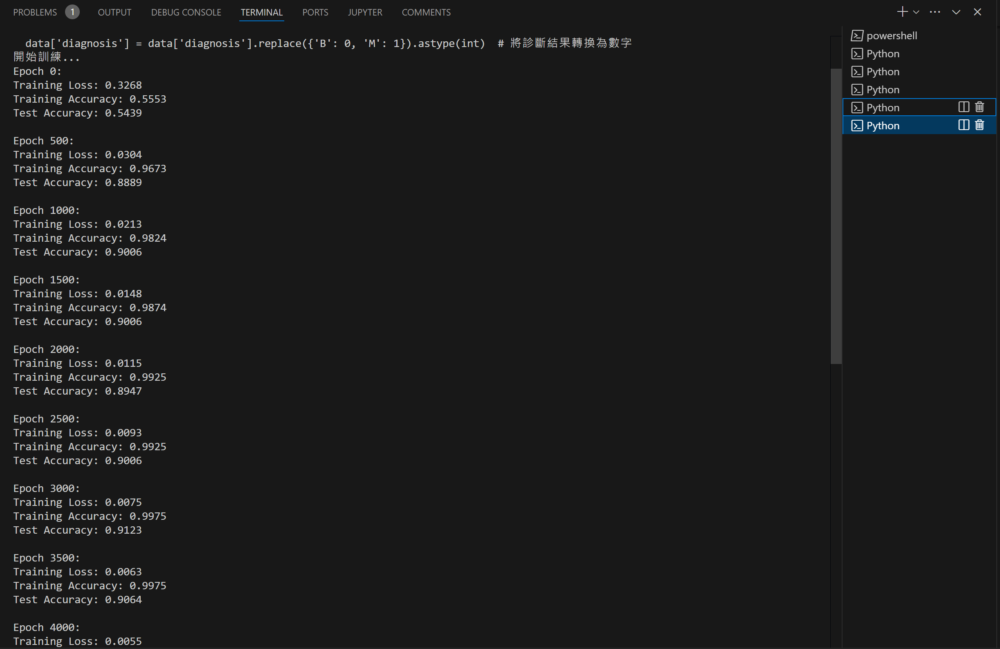 PROBLEMS 1 OUTPUT DEBUG CONSOLE TERMINAL PORTS JUPYTER COMMENTS
data['diagnosis'] = data['diagnosis'].replace({'B': 0, 'M': 1}).astype(int)  # 將診斷結果轉換為數字
開始訓練...
Epoch 0:
Training Loss: 0.3268
Training Accuracy: 0.5553
Test Accuracy: 0.5439
Epoch 500:
Training Loss: 0.0304
Training Accuracy: 0.9673
Test Accuracy: 0.8889
Epoch 1000:
Training Loss: 0.0213
Training Accuracy: 0.9824
Test Accuracy: 0.9006
Epoch 1500:
Training Loss: 0.0148
Training Accuracy: 0.9874
Test Accuracy: 0.9006
Epoch 2000:
Training Loss: 0.0115
Training Accuracy: 0.9925
Test Accuracy: 0.8947
Epoch 2500:
Training Loss: 0.0093
Training Accuracy: 0.9925
Test Accuracy: 0.9006
Epoch 3000:
Training Loss: 0.0075
Training Accuracy: 0.9975
Test Accuracy: 0.9123
Epoch 3500:
Training Loss: 0.0063
Training Accuracy: 0.9975
Test Accuracy: 0.9064
Epoch 4000:
Training Loss: 0.0055
powershell
Python
Python
Python
Python
Python